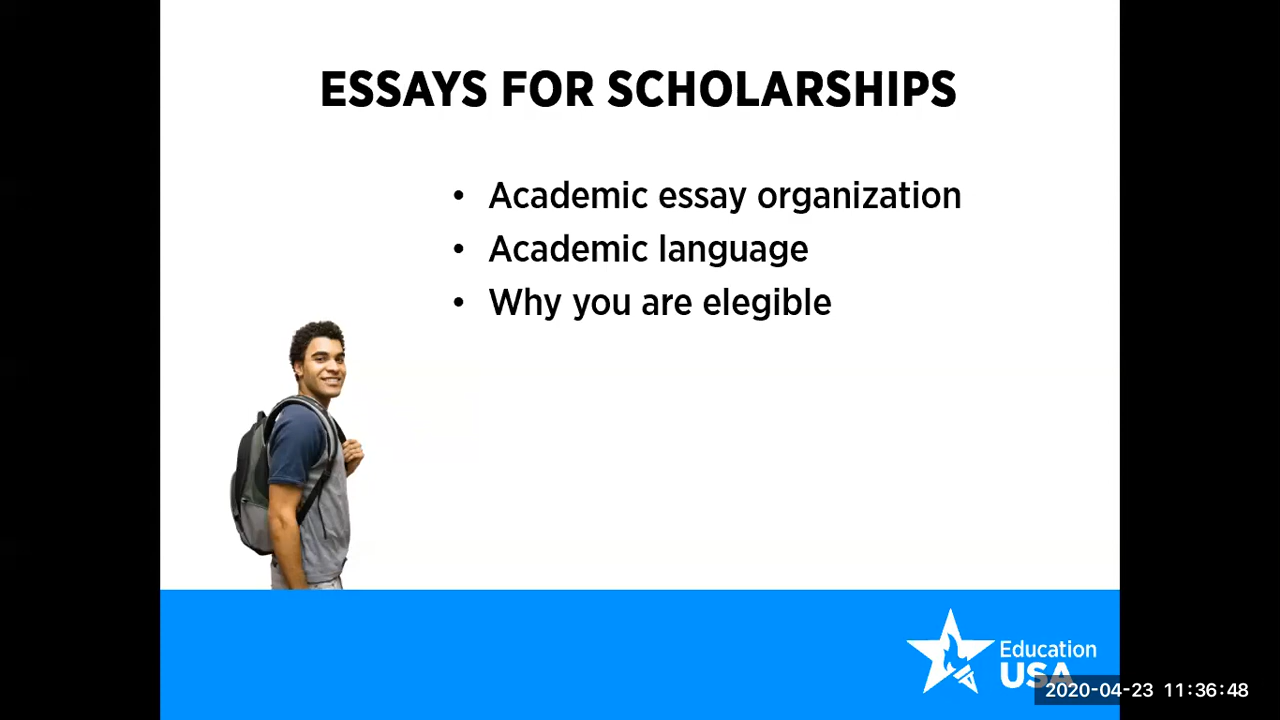 ESSAYS FOR SCHOLARSHIPS
• Academic essay organization
• Academic language
• Why you are elegible
Education
USA
2020-04-23 11:36:48